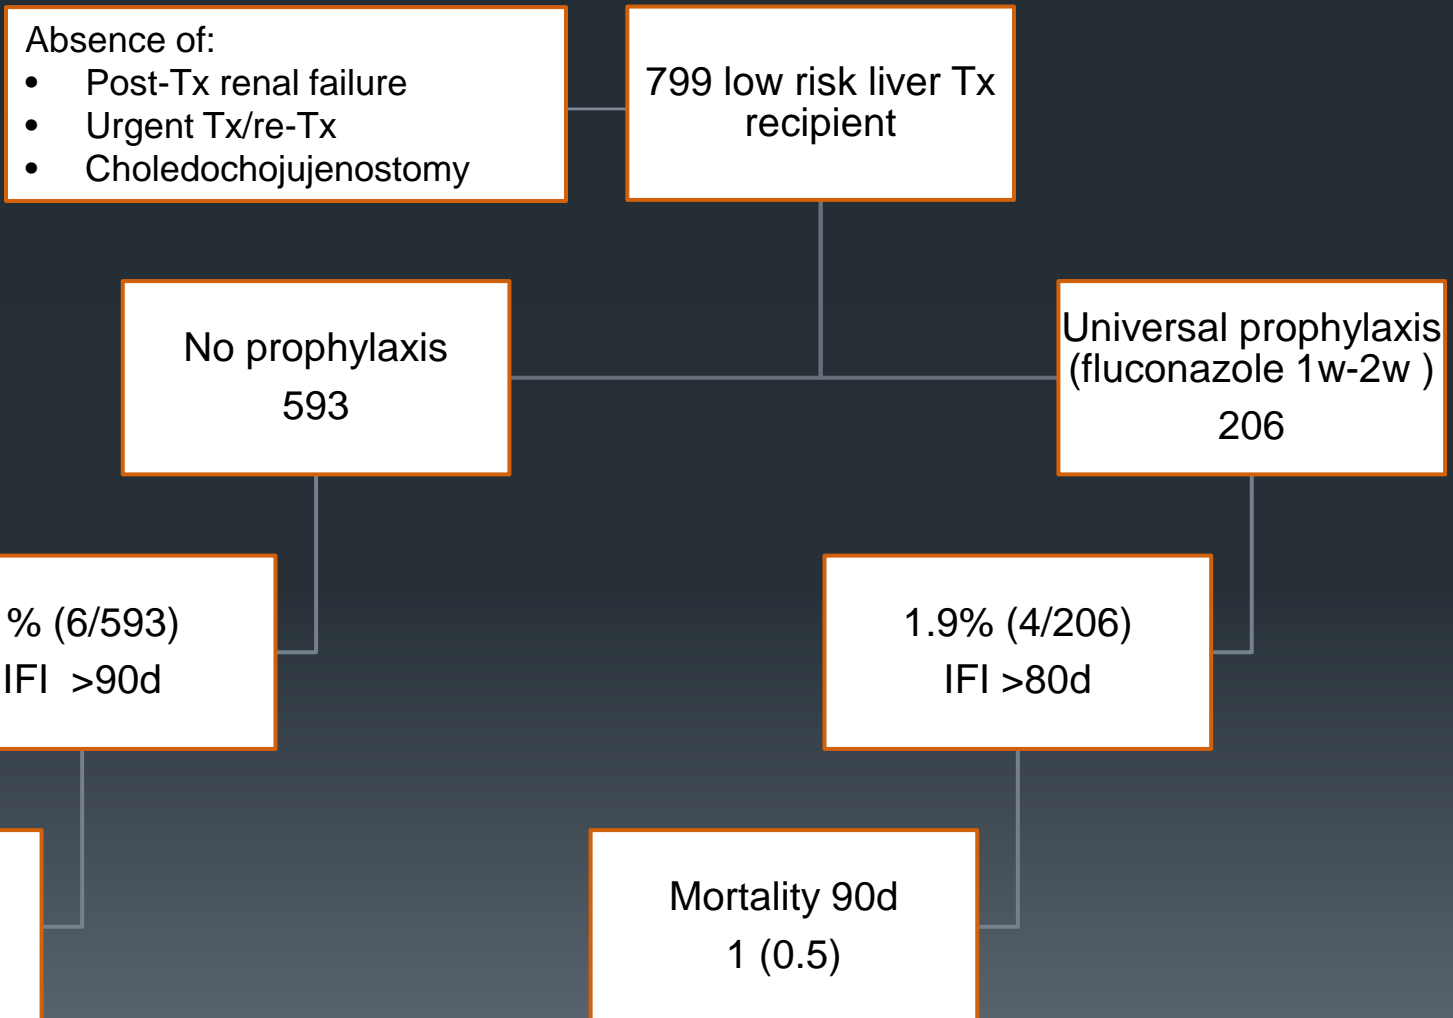 Absence of:
• Post-Tx renal failure
• Urgent Tx/re-Tx
• Choledochojujenostomy
799 low risk liver Tx
recipient
No prophylaxis
593
Universal prophylaxis
(fluconazole 1w-2w )
206
% (6/593)
IFI >90d
1.9% (4/206)
IFI >80d
Mortality 90d
1 (0.5)